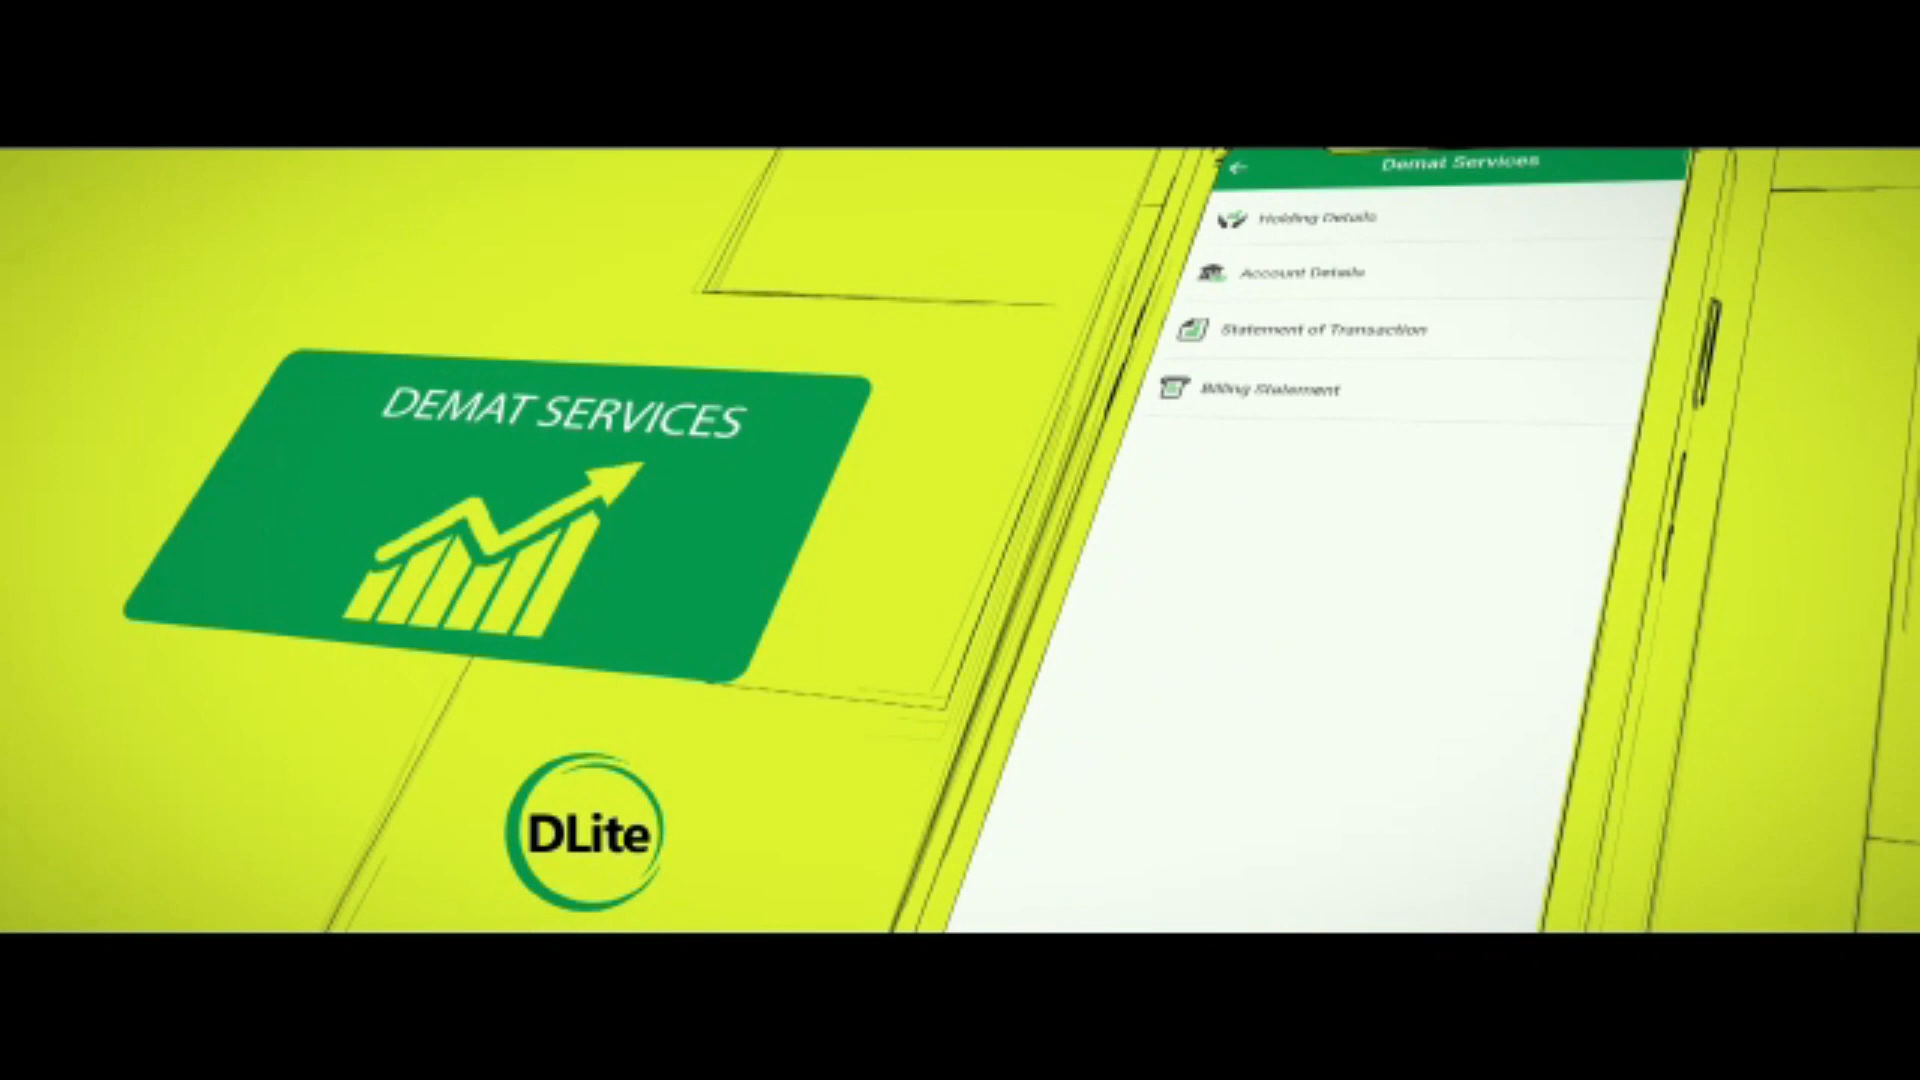 Demat Services
Holding Details
Account Details
Statement of Transaction
Billing Statement
DEMAT SERVICES
DLite